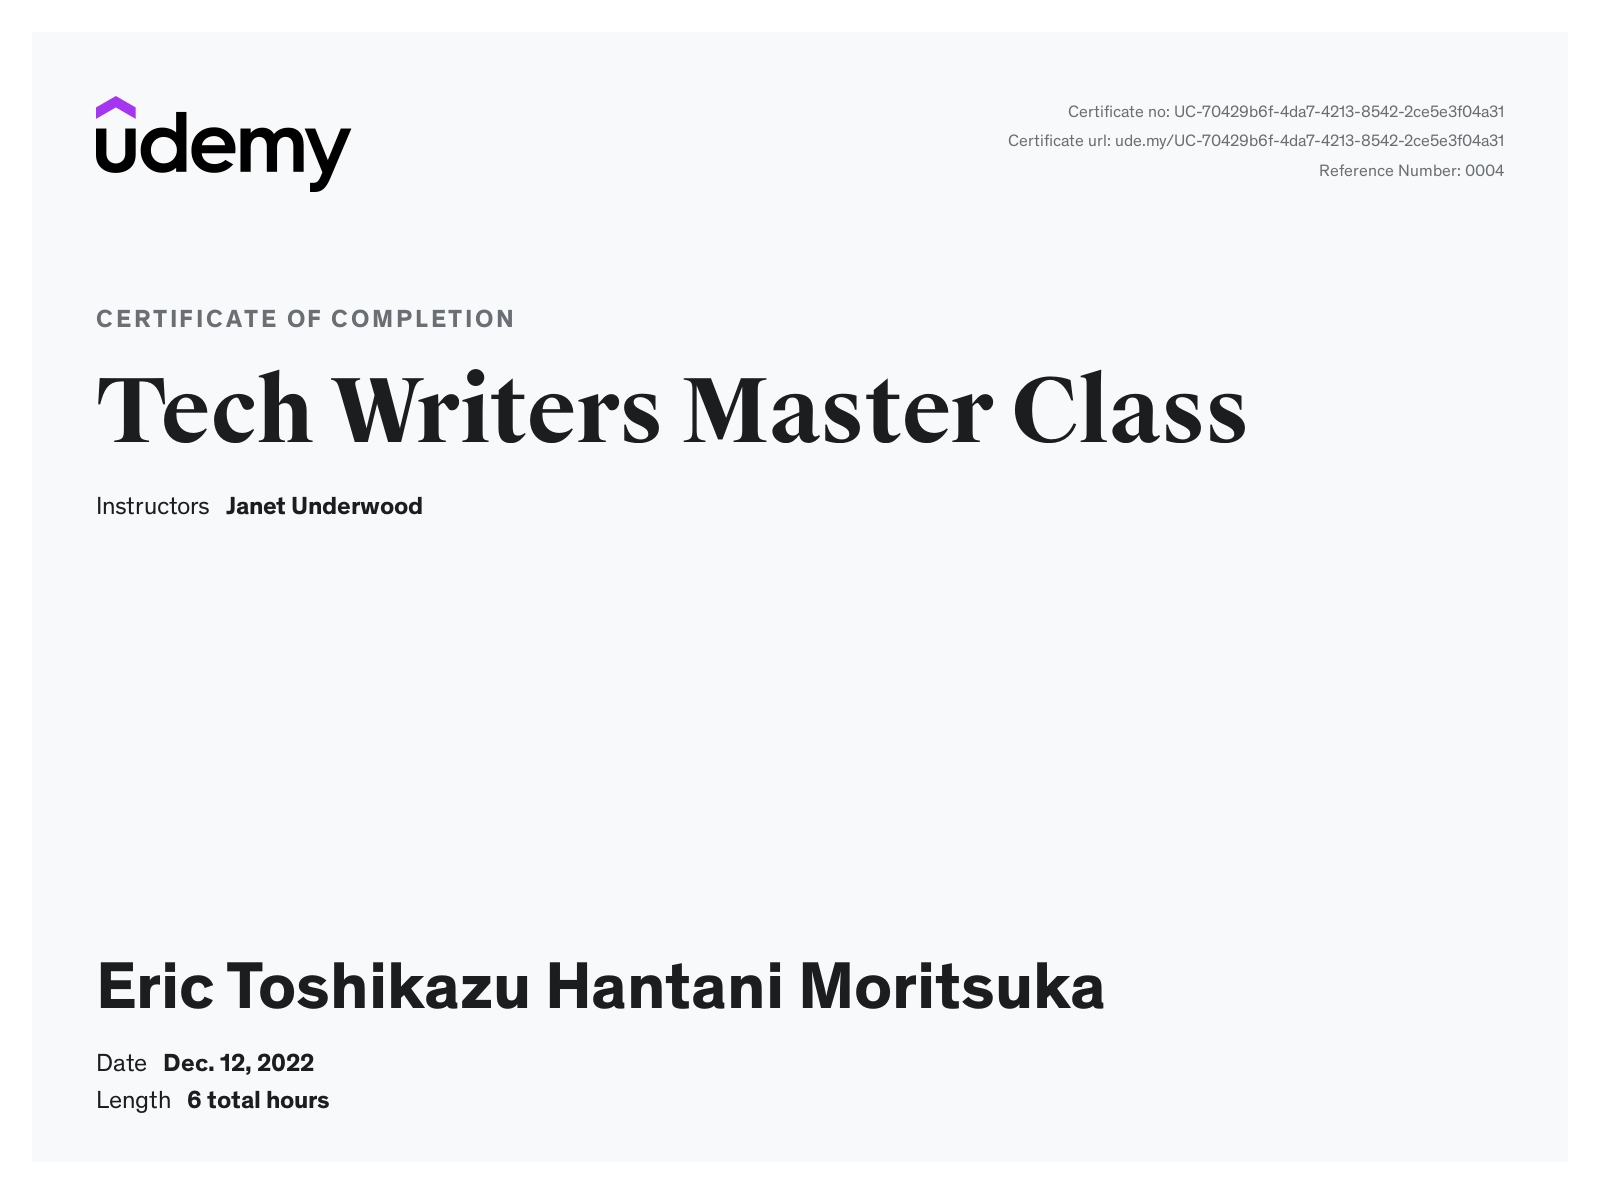 udemy
Certificate no: UC-70429b6f-4da7-4213-8542-2ce5e3f04a31
Certificate url: ude.my/UC-70429b6f-4da7-4213-8542-2ce5e3f04a31
Reference Number: 0004
CERTIFICATE OF COMPLETION
Tech Writers Master Class
Instructors Janet Underwood
Eric Toshikazu Hantani Moritsuka
Date Dec. 12, 2022
Length 6 total hours